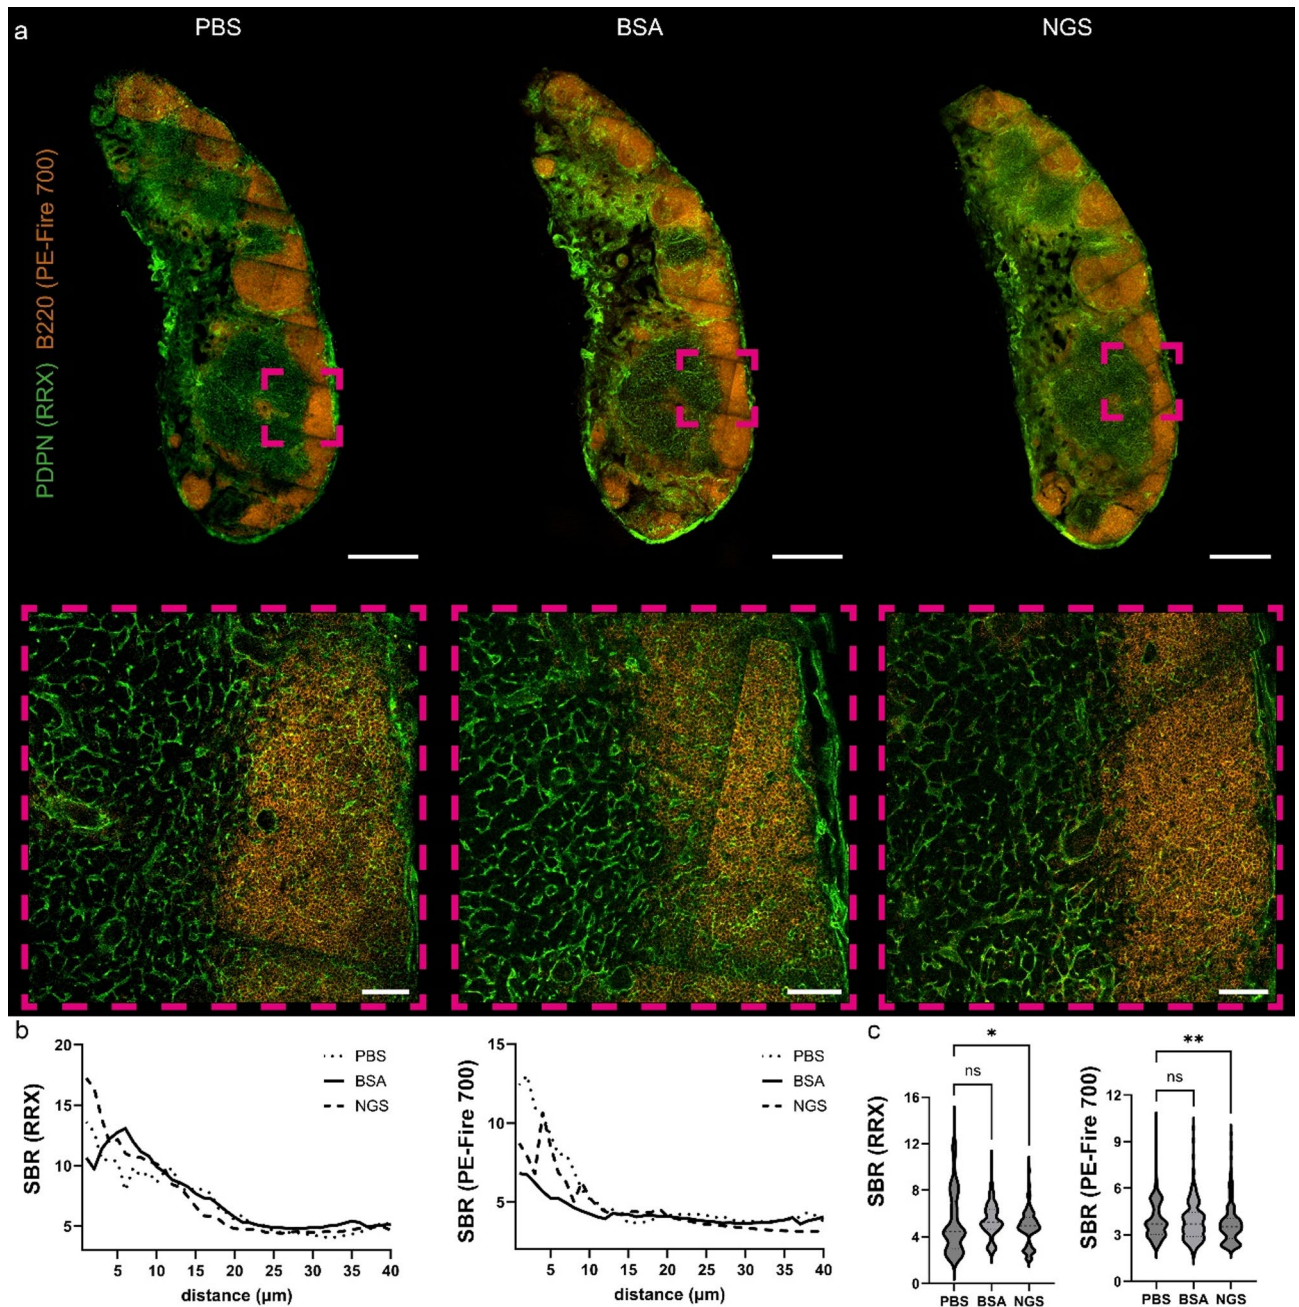 a
PBS
BSA
NGS
PDPN (RRX) B220 (PE-Fire 700)
b
SBR (RRX)
20
15
10
5
PBS
BSA
NGS
5 10 15 20 25 30 35 40
distance (µm)
SBR (PE-Fire 700)
15
10
5
PBS
BSA
NGS
5 10 15 20 25 30 35 40
distance (µm)
c
SBR (RRX)
*
ns
16
12
8
4
0
PBS BSA NGS
SBR (PE-Fire 700)
**
ns
12
9
6
3
0
PBS BSA NGS